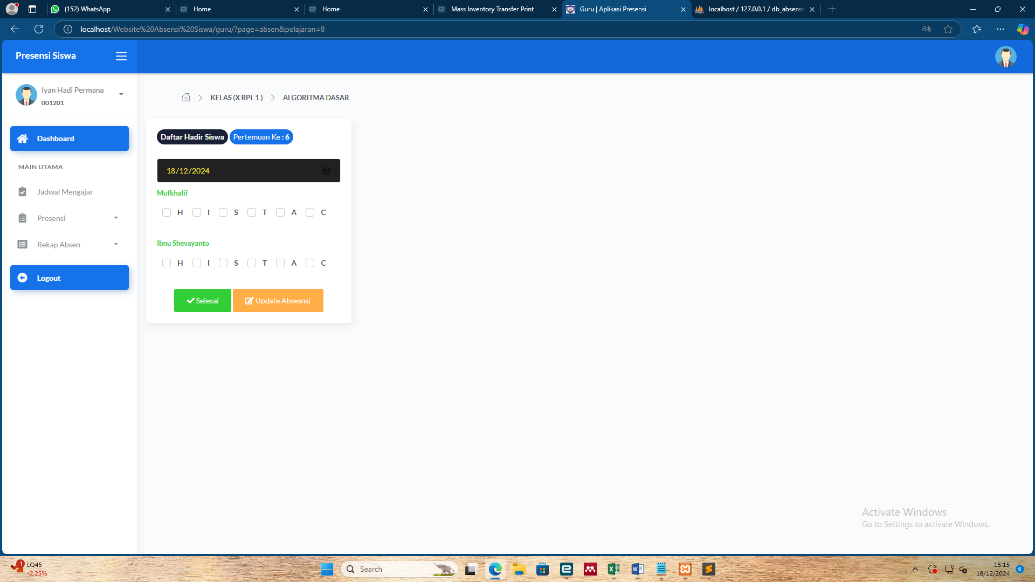 (152) WhatsApp
Home
Home
Mass Inventory Transfer Print
Guru | Aplikasi Presensi
localhost / 127.0.0.1 / db_absensi
localhost/Website%20Absensi%20Siswa/guru/?page=absen&pelajaran=8
Presensi Siswa
Iyan Hadi Permana
001201
Dashboard
MAIN UTAMA
Jadwal Mengajar
Presensi
Rekap Absen
Logout
KELAS (X RPL 1 ) > ALGORITMA DASAR
Daftar Hadir Siswa Pertemuan Ke : 6
18/12/2024
Mufkhalif
H I S T A C
Ibnu Shevayanto
H I S T A C
Selesai Update Absesnsi
Activate Windows
Go to Settings to activate Windows.
LQ45
-2,25%
Search
15:15
18/12/2024